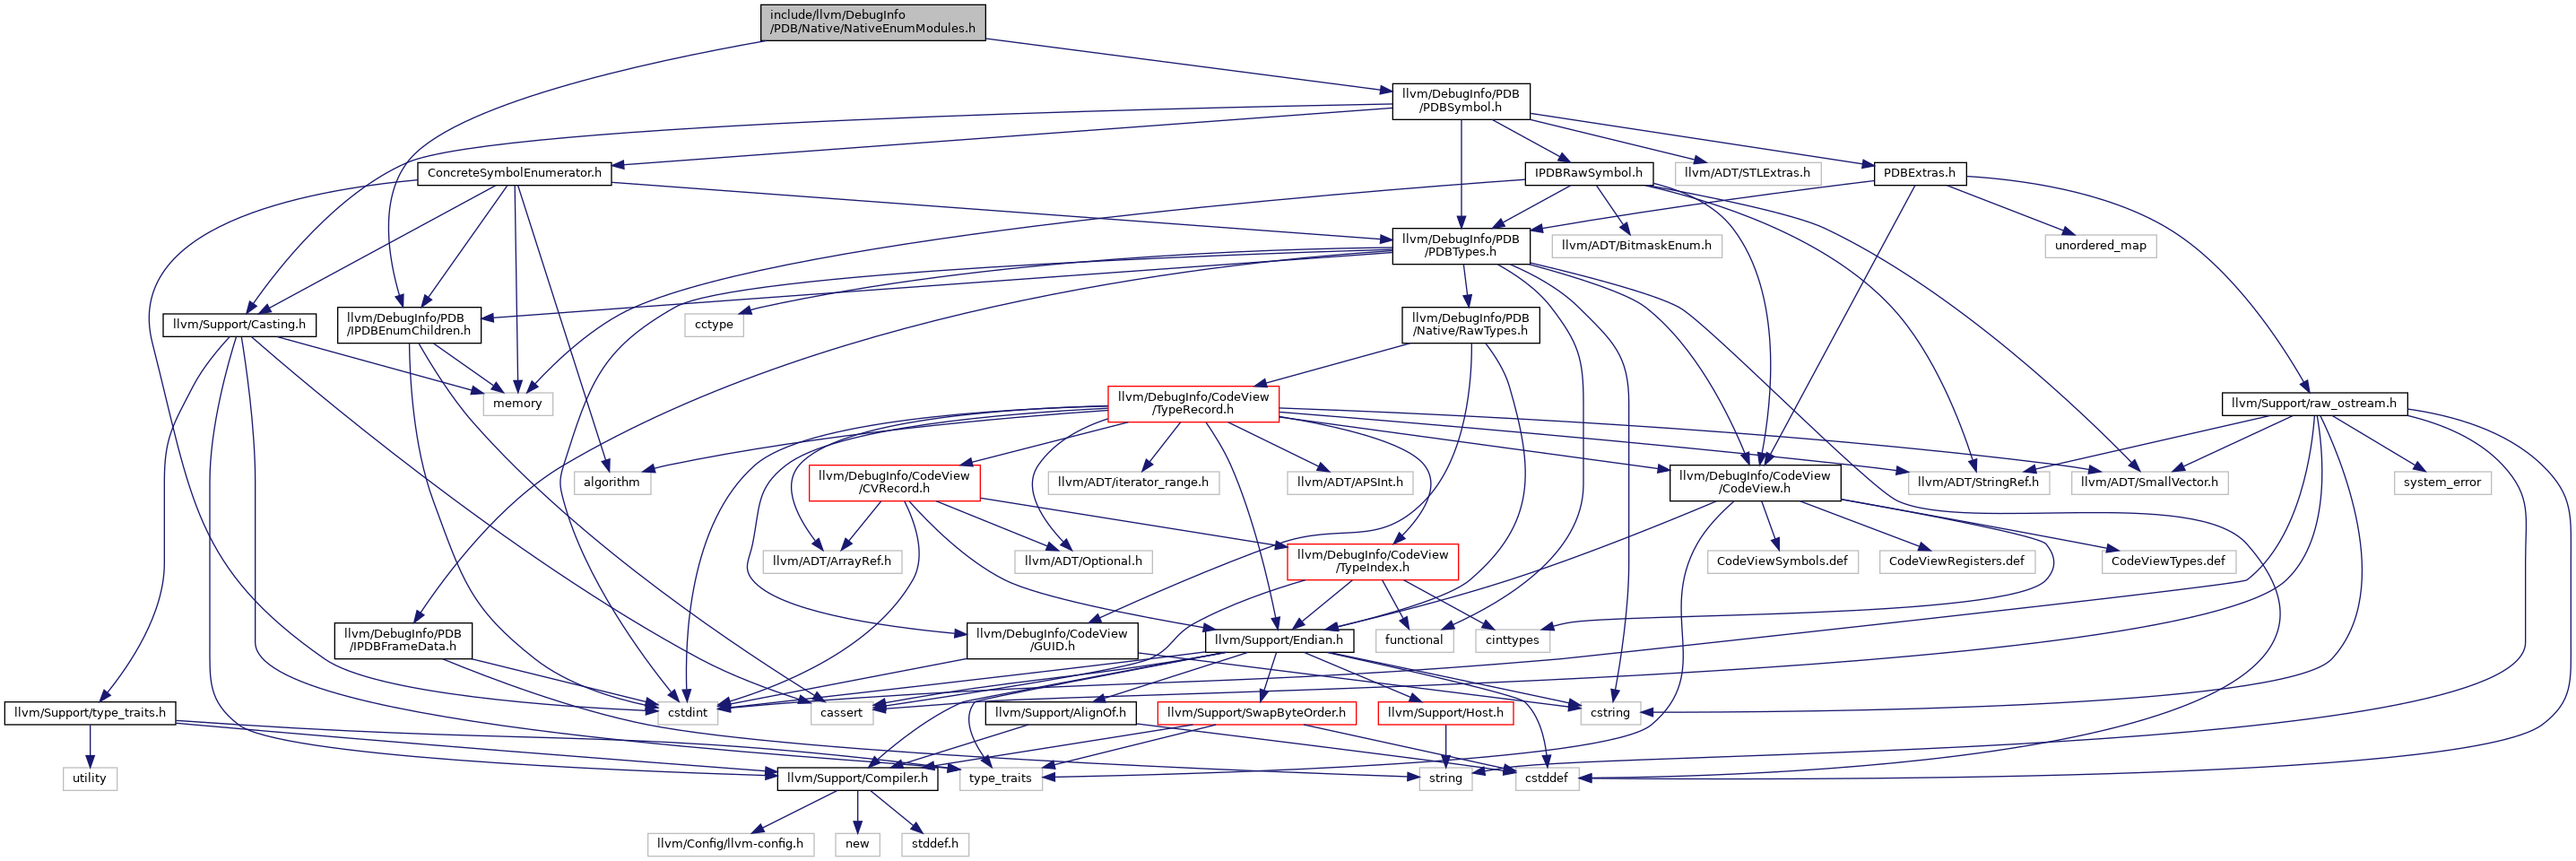 include/llvm/DebugInfo
/PDB/Native/NativeEnumModules.h
llvm/DebugInfo/PDB
/PDBSymbol.h
ConcreteSymbolEnumerator.h
IPDBRawSymbol.h
llvm/ADT/STLExtras.h
PDBExtras.h
llvm/DebugInfo/PDB
/PDBTypes.h
llvm/ADT/BitmaskEnum.h
unordered_map
llvm/Support/Casting.h
llvm/DebugInfo/PDB
/IPDBEnumChildren.h
cctype
llvm/DebugInfo/PDB
/Native/RawTypes.h
memory
llvm/DebugInfo/CodeView
/TypeRecord.h
llvm/Support/raw_ostream.h
algorithm
llvm/DebugInfo/CodeView
/CVRecord.h
llvm/ADT/iterator_range.h
llvm/ADT/APSInt.h
llvm/DebugInfo/CodeView
/CodeView.h
llvm/ADT/StringRef.h
llvm/ADT/SmallVector.h
system_error
llvm/ADT/ArrayRef.h
llvm/ADT/Optional.h
llvm/DebugInfo/CodeView
/TypeIndex.h
CodeViewSymbols.def
CodeViewRegisters.def
CodeViewTypes.def
llvm/DebugInfo/PDB
/IPDBFrameData.h
llvm/DebugInfo/CodeView
/GUID.h
llvm/Support/Endian.h
functional
cinttypes
llvm/Support/type_traits.h
cstdint
cassert
llvm/Support/AlignOf.h
llvm/Support/SwapByteOrder.h
llvm/Support/Host.h
cstring
utility
llvm/Support/Compiler.h
type_traits
string
cstddef
llvm/Config/llvm-config.h
new
stddef.h